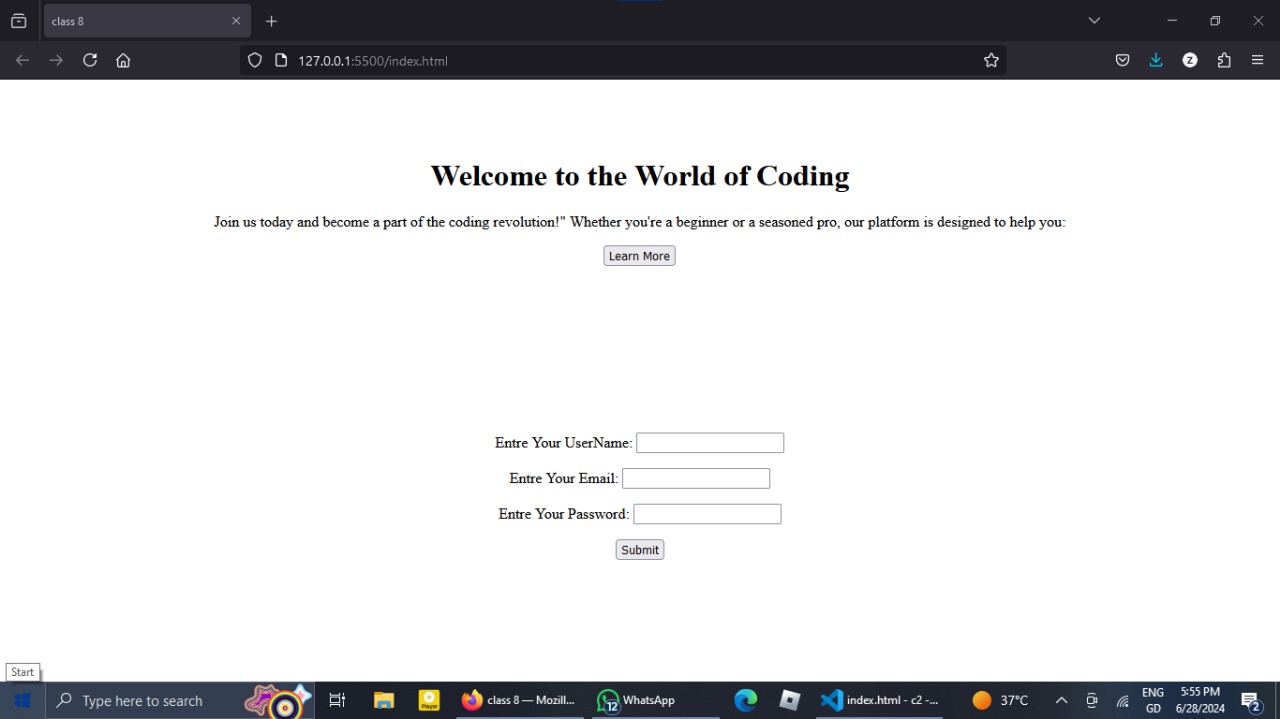 class 8
127.0.0.1:5500/index.html
Z
Welcome to the World of Coding
Join us today and become a part of the coding revolution!" Whether you're a beginner or a seasoned pro, our platform is designed to help you:
Learn More
Entre Your UserName:
Entre Your Email:
Entre Your Password:
Submit
Start
Type here to search
Player
class 8 — Mozill...
12
WhatsApp
index.html - c2 -...
37°C
ENG
GD
5:55 PM
6/28/2024
2